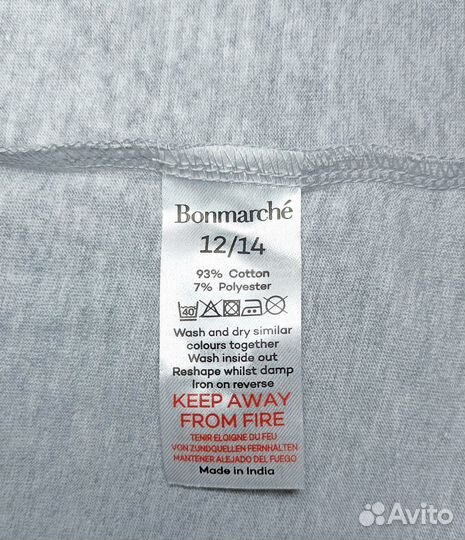 Bonmarché
12/14
93% Cotton
7% Polyester
40
Wash and dry similar
colours together
Wash inside out
Reshape whilst damp
Iron on reverse
KEEP AWAY
FROM FIRE
TENIR ELOIGNE DU FEU
VON ZUNDQUELLEN FERNHALTEN
MANTENER ALEJADO DEL FUEGO
Made in India
Avito